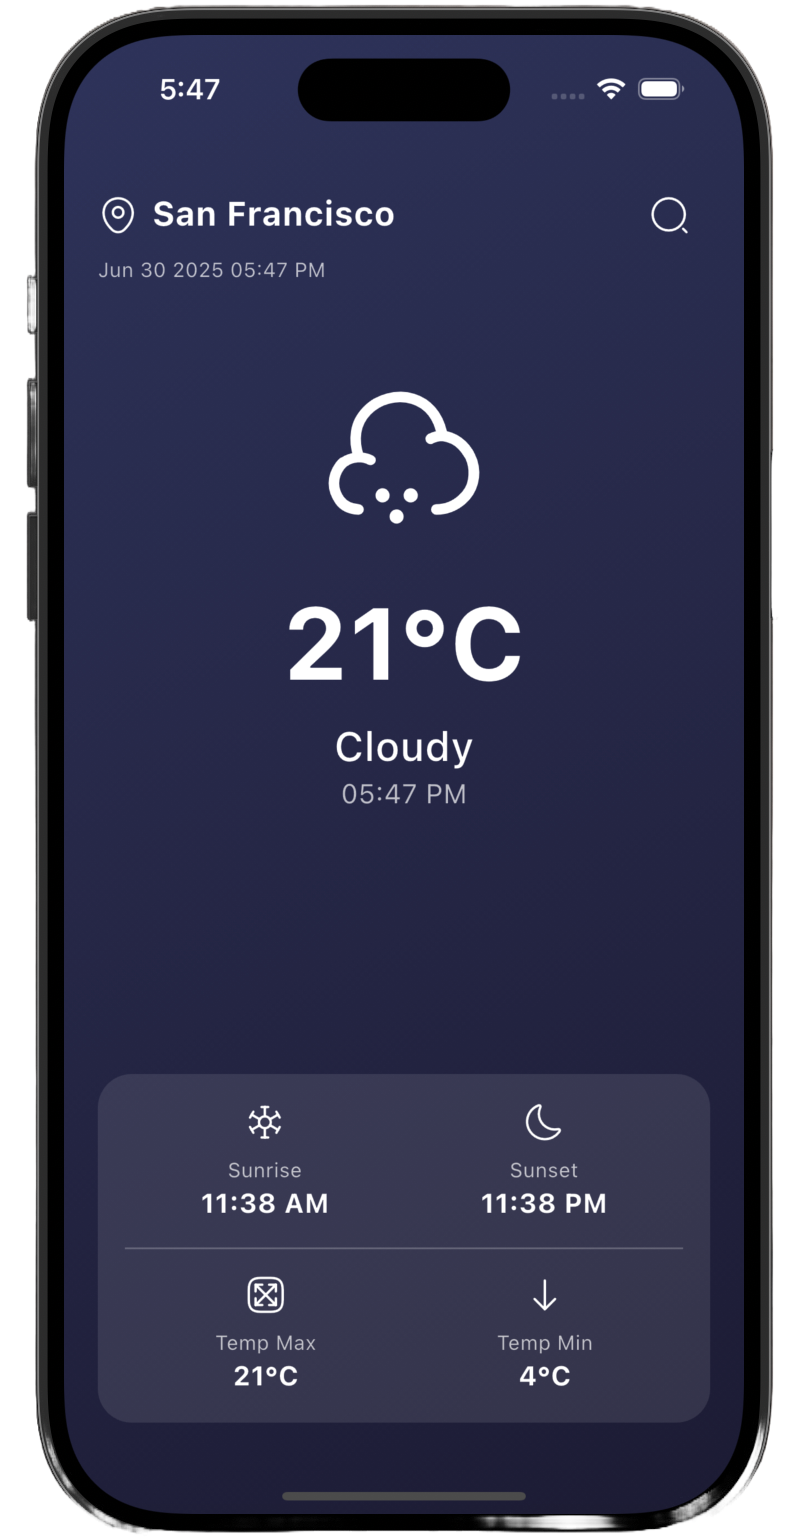 5:47
San Francisco
Jun 30 2025 05:47 PM
21°C
Cloudy
05:47 PM
Sunrise
Sunset
11:38 AM
11:38 PM
Temp Max
Temp Min
21°C
4°C